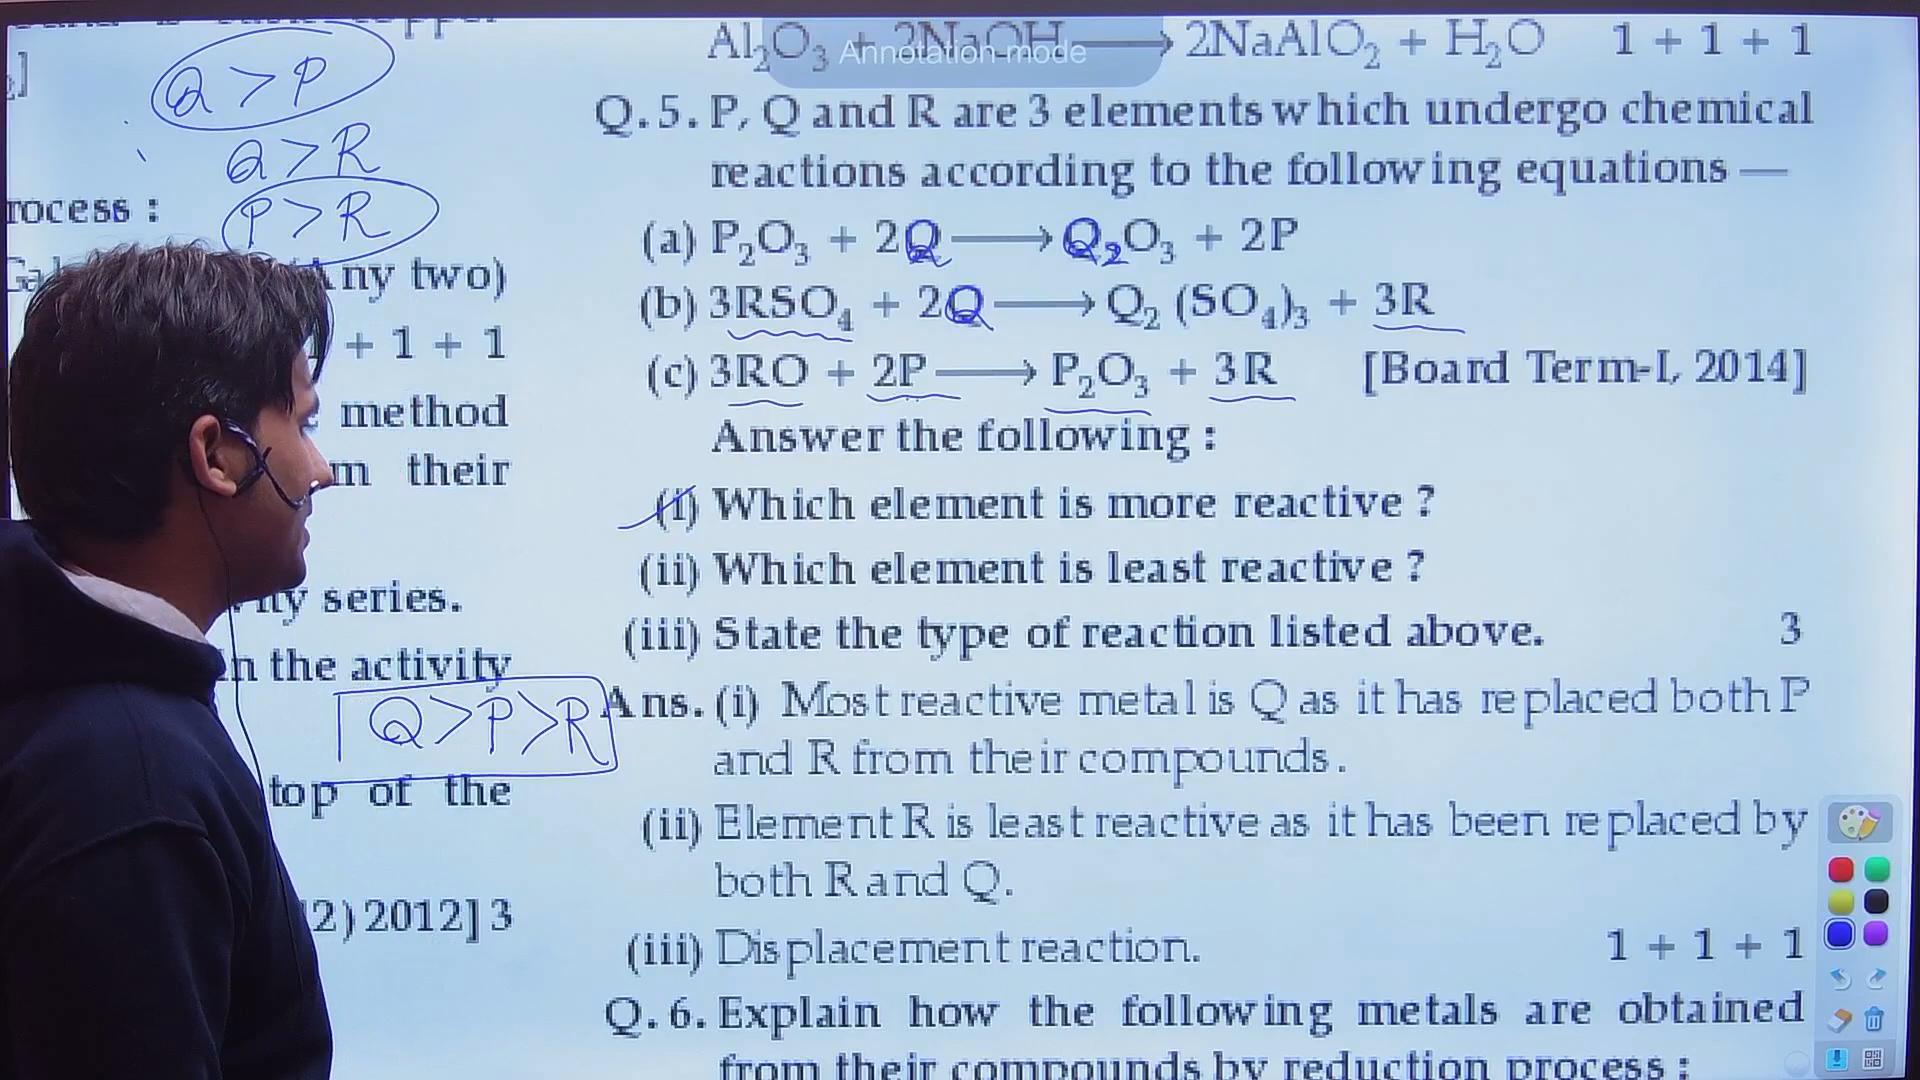 Annotation mode
Q > P
Q > R
P > R
rocess :
ny two)
+ 1 + 1
method
m their
series.
n the activity
Q > P > R
top of the
2) 2012] 3
Al₂O₃ + 2NaOH ⟶ 2NaAlO₂ + H₂O 1 + 1 + 1
Q. 5. P, Q and R are 3 elements which undergo chemical
reactions according to the following equations —
(a) P₂O₃ + 2Q ⟶ Q₂O₃ + 2P
(b) 3RSO₄ + 2Q ⟶ Q₂ (SO₄)₃ + 3R
(c) 3RO + 2P ⟶ P₂O₃ + 3R [Board Term-I, 2014]
Answer the following :
(i) Which element is more reactive ?
(ii) Which element is least reactive ?
(iii) State the type of reaction listed above. 3
Ans. (i) Most reactive metal is Q as it has replaced both P
and R from their compounds.
(ii) Element R is least reactive as it has been replaced by
both R and Q.
(iii) Displacement reaction. 1 + 1 + 1
Q. 6. Explain how the following metals are obtained
from their compounds by reduction process :